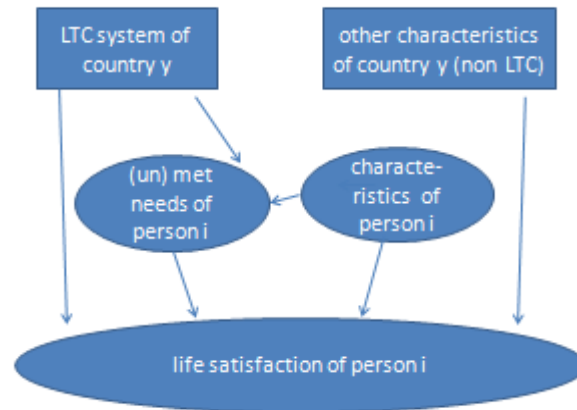 LTC system of
country y
other characteristics
of country y (non LTC)
(un) met
needs of
person i
characte-
ristics of
person i
life satisfaction of person i